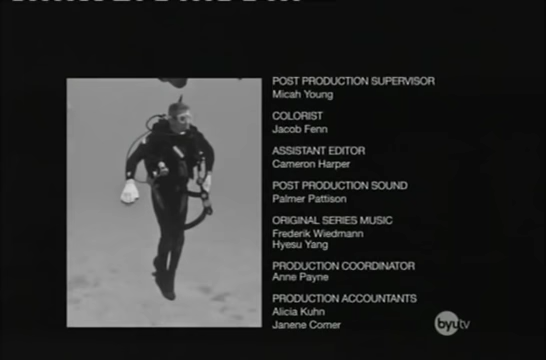 POST PRODUCTION SUPERVISOR
Micah Young
COLORIST
Jacob Fenn
ASSISTANT EDITOR
Cameron Harper
POST PRODUCTION SOUND
Palmer Pattison
ORIGINAL SERIES MUSIC
Frederik Wiedmann
Hyesu Yang
PRODUCTION COORDINATOR
Anne Payne
PRODUCTION ACCOUNTANTS
Alicia Kuhn
Janene Comer
byutv